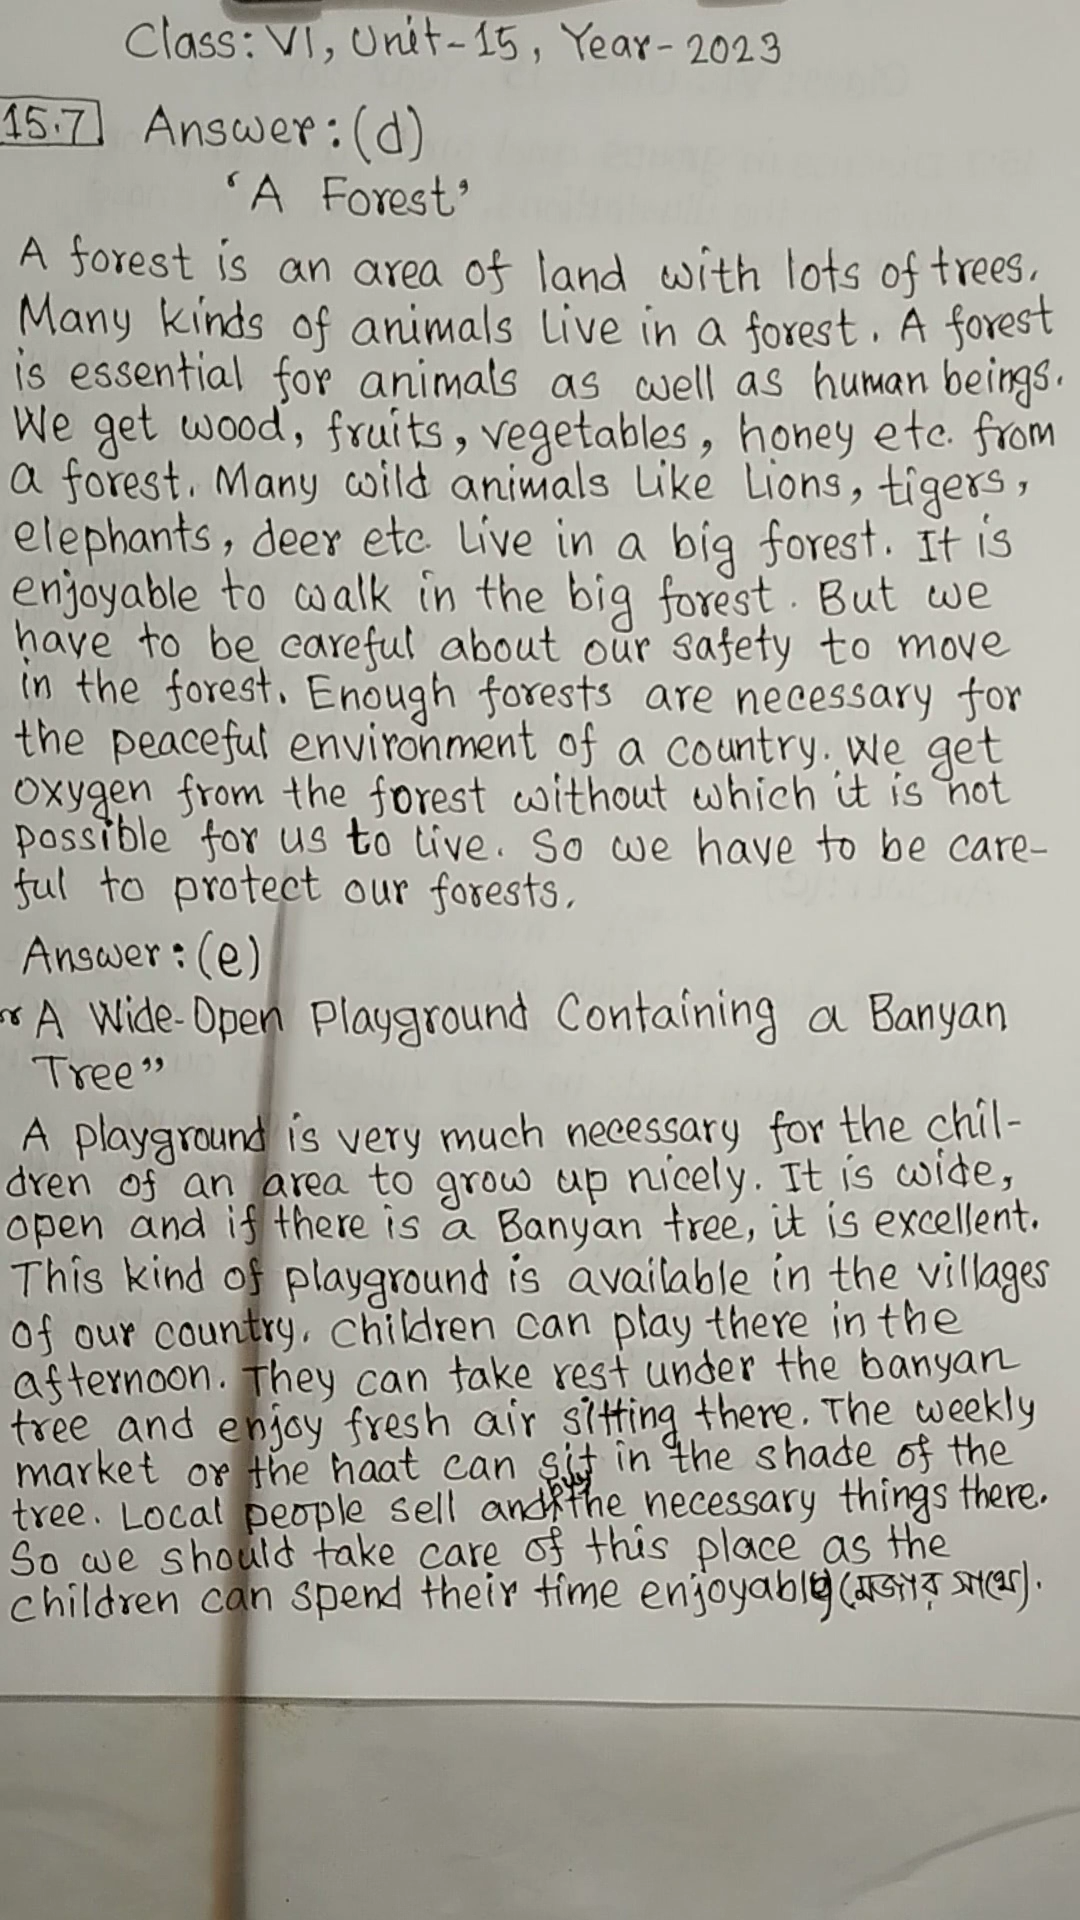 Class: VI, Unit-15, Year-2023
15.7 Answer: (d)
‘A Forest’
A forest is an area of land with lots of trees.
Many kinds of animals live in a forest. A forest
is essential for animals as well as human beings.
We get wood, fruits, vegetables, honey etc. from
a forest. Many wild animals like lions, tigers,
elephants, deer etc. live in a big forest. It is
enjoyable to walk in the big forest. But we
have to be careful about our safety to move
in the forest. Enough forests are necessary for
the peaceful environment of a country. We get
oxygen from the forest without which it is not
possible for us to live. So we have to be care-
ful to protect our forests.
Answer: (e)
“A Wide-Open Playground Containing a Banyan
Tree”
A playground is very much necessary for the chil-
dren of an area to grow up nicely. It is wide,
open and if there is a Banyan tree, it is excellent.
This kind of playground is available in the villages
of our country. Children can play there in the
afternoon. They can take rest under the banyan
tree and enjoy fresh air sitting there. The weekly
market or the haat can sit in the shade of the
tree. Local people sell and buy the necessary things there.
So we should take care of this place as the
children can spend their time enjoyably (মজার সাথে).